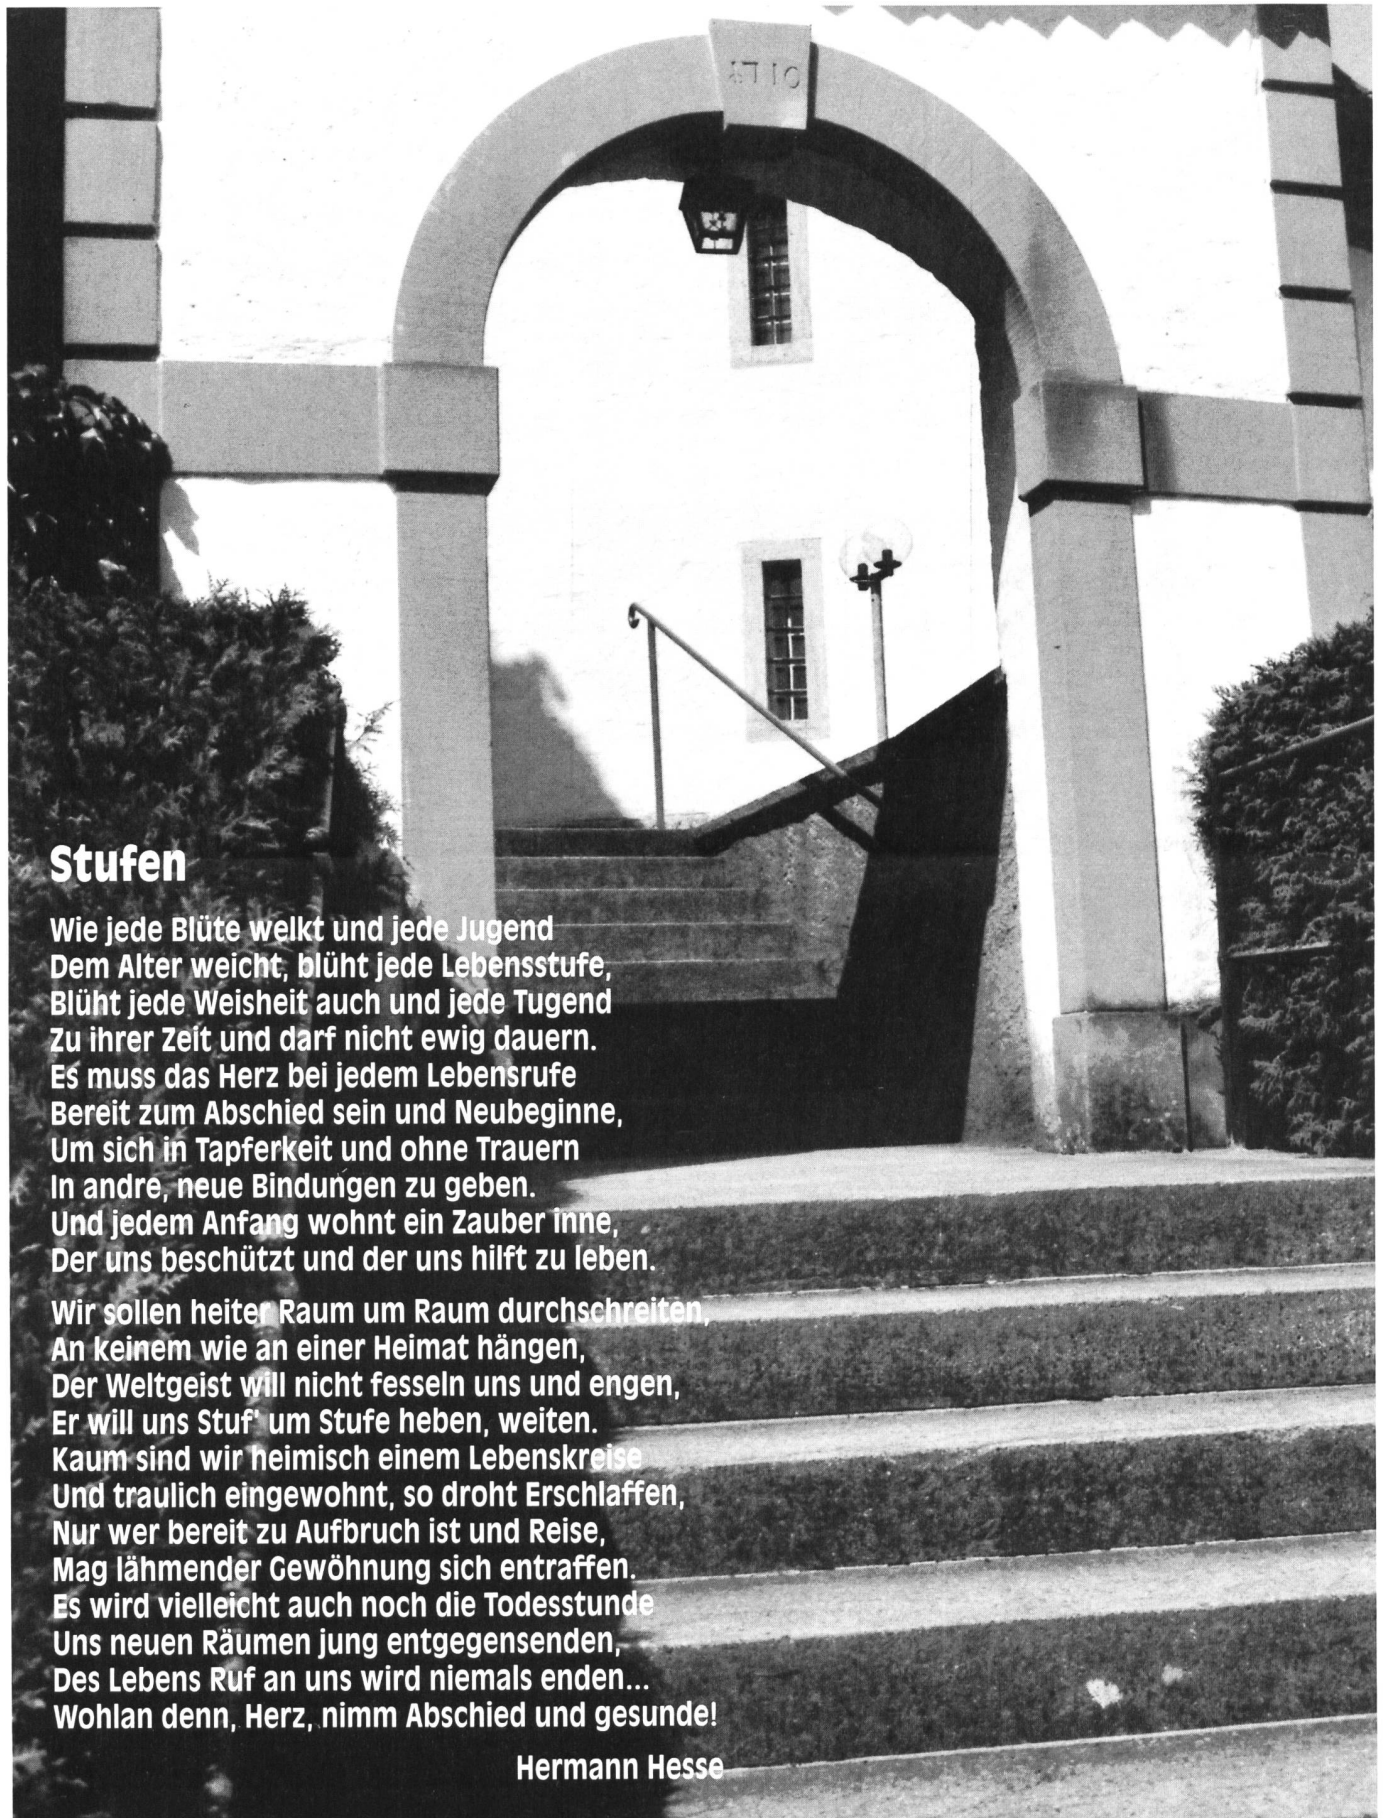 Stufen
Wie jede Blüte welkt und jede Jugend
Dem Alter weicht, blüht jede Lebensstufe,
Blüht jede Weisheit auch und jede Tugend
Zu ihrer Zeit und darf nicht ewig dauern.
Es muss das Herz bei jedem Lebensrufe
Bereit zum Abschied sein und Neubeginne,
Um sich in Tapferkeit und ohne Trauern
In andre, neue Bindungen zu geben.
Und jedem Anfang wohnt ein Zauber inne,
Der uns beschützt und der uns hilft zu leben.
Wir sollen heiter Raum um Raum durchschreiten,
An keinem wie an einer Heimat hängen,
Der Weltgeist will nicht fesseln uns und engen,
Er will uns Stuf' um Stufe heben, weiten.
Kaum sind wir heimisch einem Lebenskreise
Und traulich eingewohnt, so droht Erschlaffen,
Nur wer bereit zu Aufbruch ist und Reise,
Mag lähmender Gewöhnung sich entraffen.
Es wird vielleicht auch noch die Todesstunde
Uns neuen Räumen jung entgegensenden,
Des Lebens Ruf an uns wird niemals enden...
Wohlan denn, Herz, nimm Abschied und gesunde!
Hermann Hesse